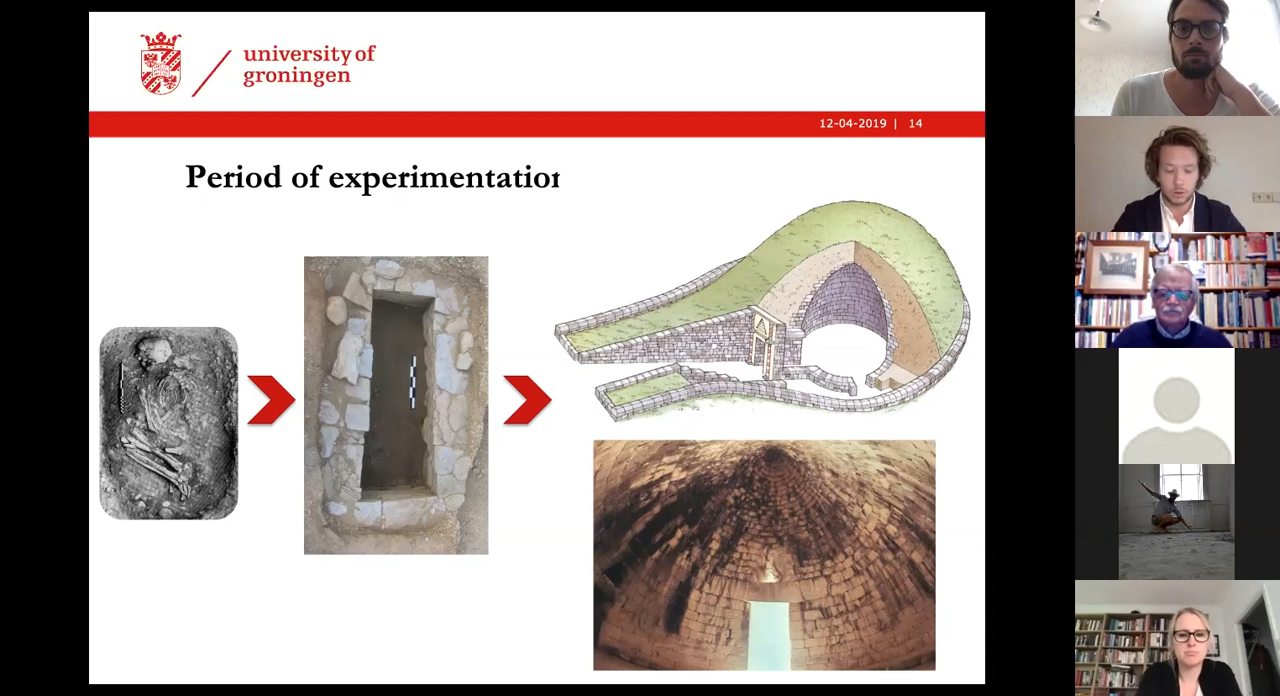 university of
groningen
12-04-2019 | 14
Period of experimentation